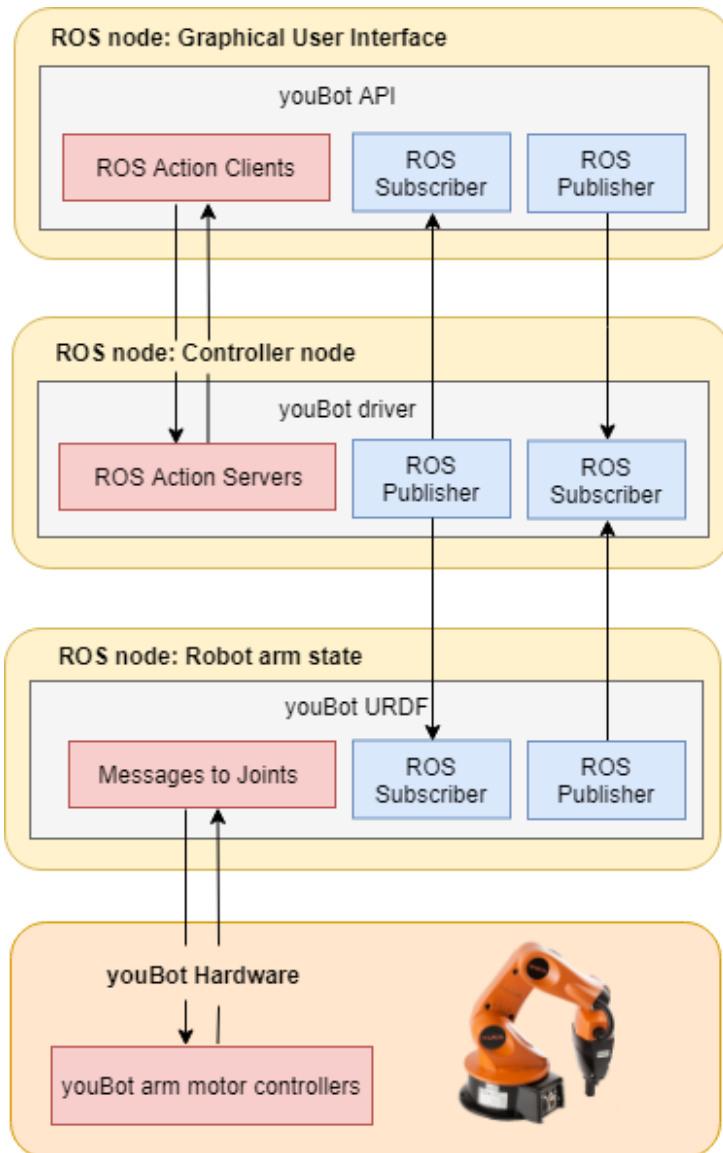 ROS node: Graphical User Interface
youBot API
ROS Action Clients
ROS
Subscriber
ROS
Publisher
ROS node: Controller node
youBot driver
ROS Action Servers
ROS
Publisher
ROS
Subscriber
ROS node: Robot arm state
youBot URDF
Messages to Joints
ROS
Subscriber
ROS
Publisher
youBot Hardware
youBot arm motor controllers